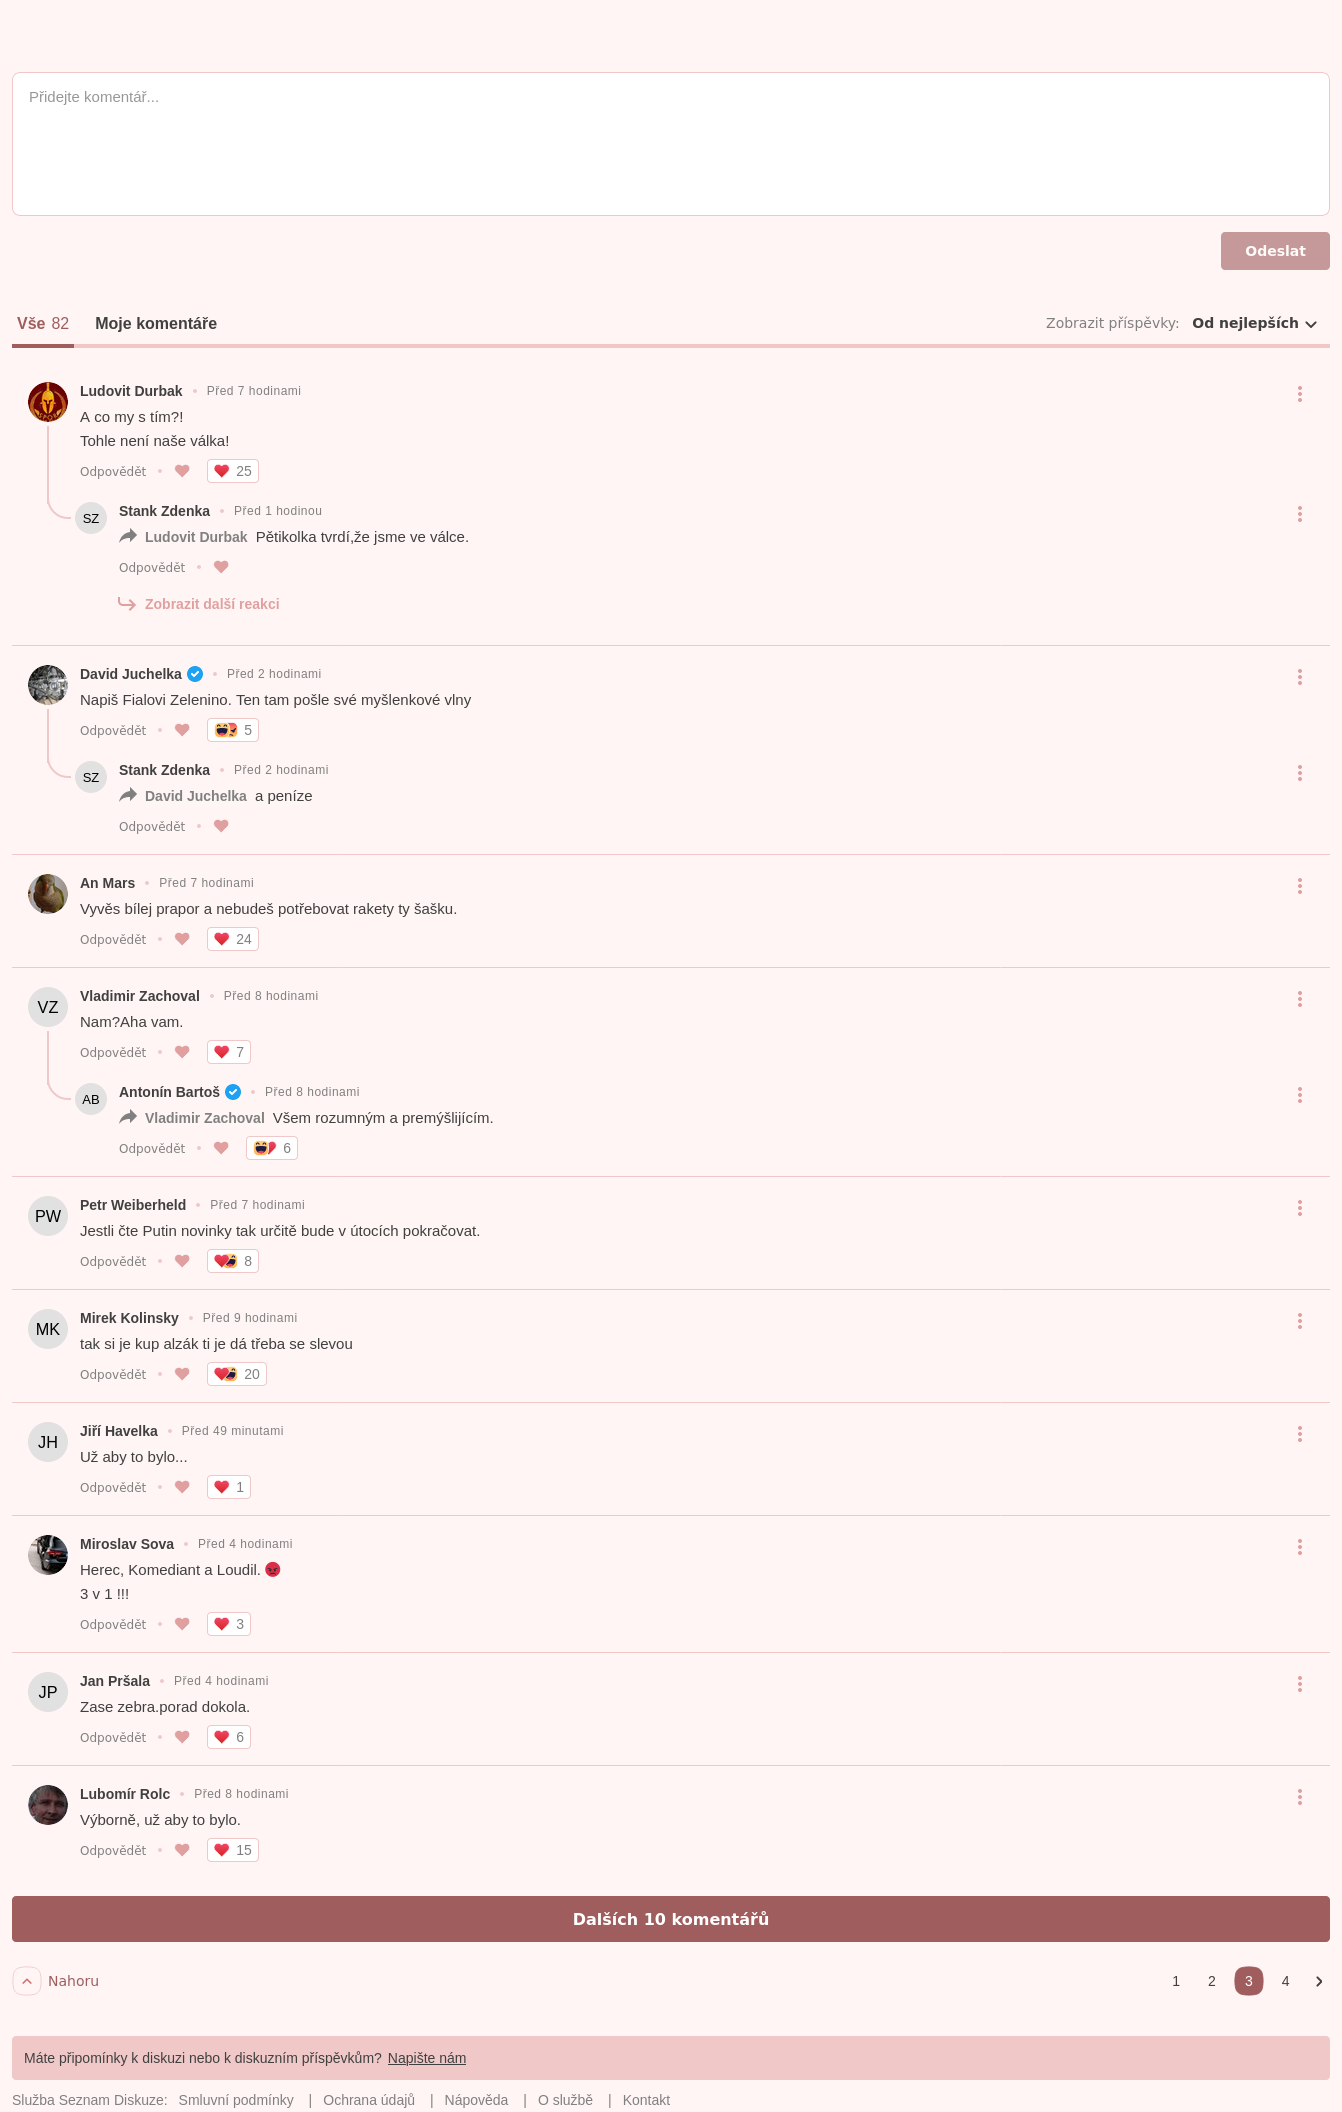 Přidejte komentář...
Odeslat
Vše 82 Moje komentáře Zobrazit příspěvky: Od nejlepších
Ludovit Durbak • Před 7 hodinami
A co my s tím?!
Tohle není naše válka!
Odpovědět • 25
SZ Stank Zdenka • Před 1 hodinou
Ludovit Durbak Pětikolka tvrdí,že jsme ve válce.
Odpovědět •
Zobrazit další reakci
David Juchelka • Před 2 hodinami
Napiš Fialovi Zelenino. Ten tam pošle své myšlenkové vlny
Odpovědět • 5
SZ Stank Zdenka • Před 2 hodinami
David Juchelka a peníze
Odpovědět •
An Mars • Před 7 hodinami
Vyvěs bílej prapor a nebudeš potřebovat rakety ty šašku.
Odpovědět • 24
VZ Vladimir Zachoval • Před 8 hodinami
Nam?Aha vam.
Odpovědět • 7
AB Antonín Bartoš • Před 8 hodinami
Vladimir Zachoval Všem rozumným a premýšlijícím.
Odpovědět • 6
PW Petr Weiberheld • Před 7 hodinami
Jestli čte Putin novinky tak určitě bude v útocích pokračovat.
Odpovědět • 8
MK Mirek Kolinsky • Před 9 hodinami
tak si je kup alzák ti je dá třeba se slevou
Odpovědět • 20
JH Jiří Havelka • Před 49 minutami
Už aby to bylo...
Odpovědět • 1
Miroslav Sova • Před 4 hodinami
Herec, Komediant a Loudil. 😡
3 v 1 !!!
Odpovědět • 3
JP Jan Pršala • Před 4 hodinami
Zase zebra.porad dokola.
Odpovědět • 6
Lubomír Rolc • Před 8 hodinami
Výborně, už aby to bylo.
Odpovědět • 15
Dalších 10 komentářů
Nahoru 1 2 3 4
Máte připomínky k diskuzi nebo k diskuzním příspěvkům? Napište nám
Služba Seznam Diskuze: Smluvní podmínky | Ochrana údajů | Nápověda | O službě | Kontakt